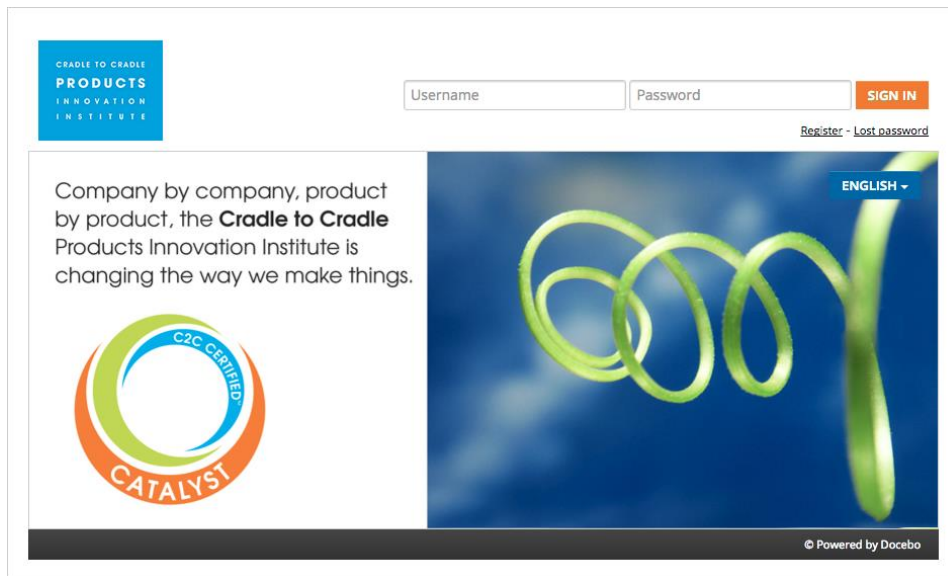 CRADLE TO CRADLE
PRODUCTS
INNOVATION
INSTITUTE
Username
Password
SIGN IN
Register - Lost password
ENGLISH
Company by company, product
by product, the Cradle to Cradle
Products Innovation Institute is
changing the way we make things.
C2C CERTIFIED™
CATALYST
© Powered by Docebo